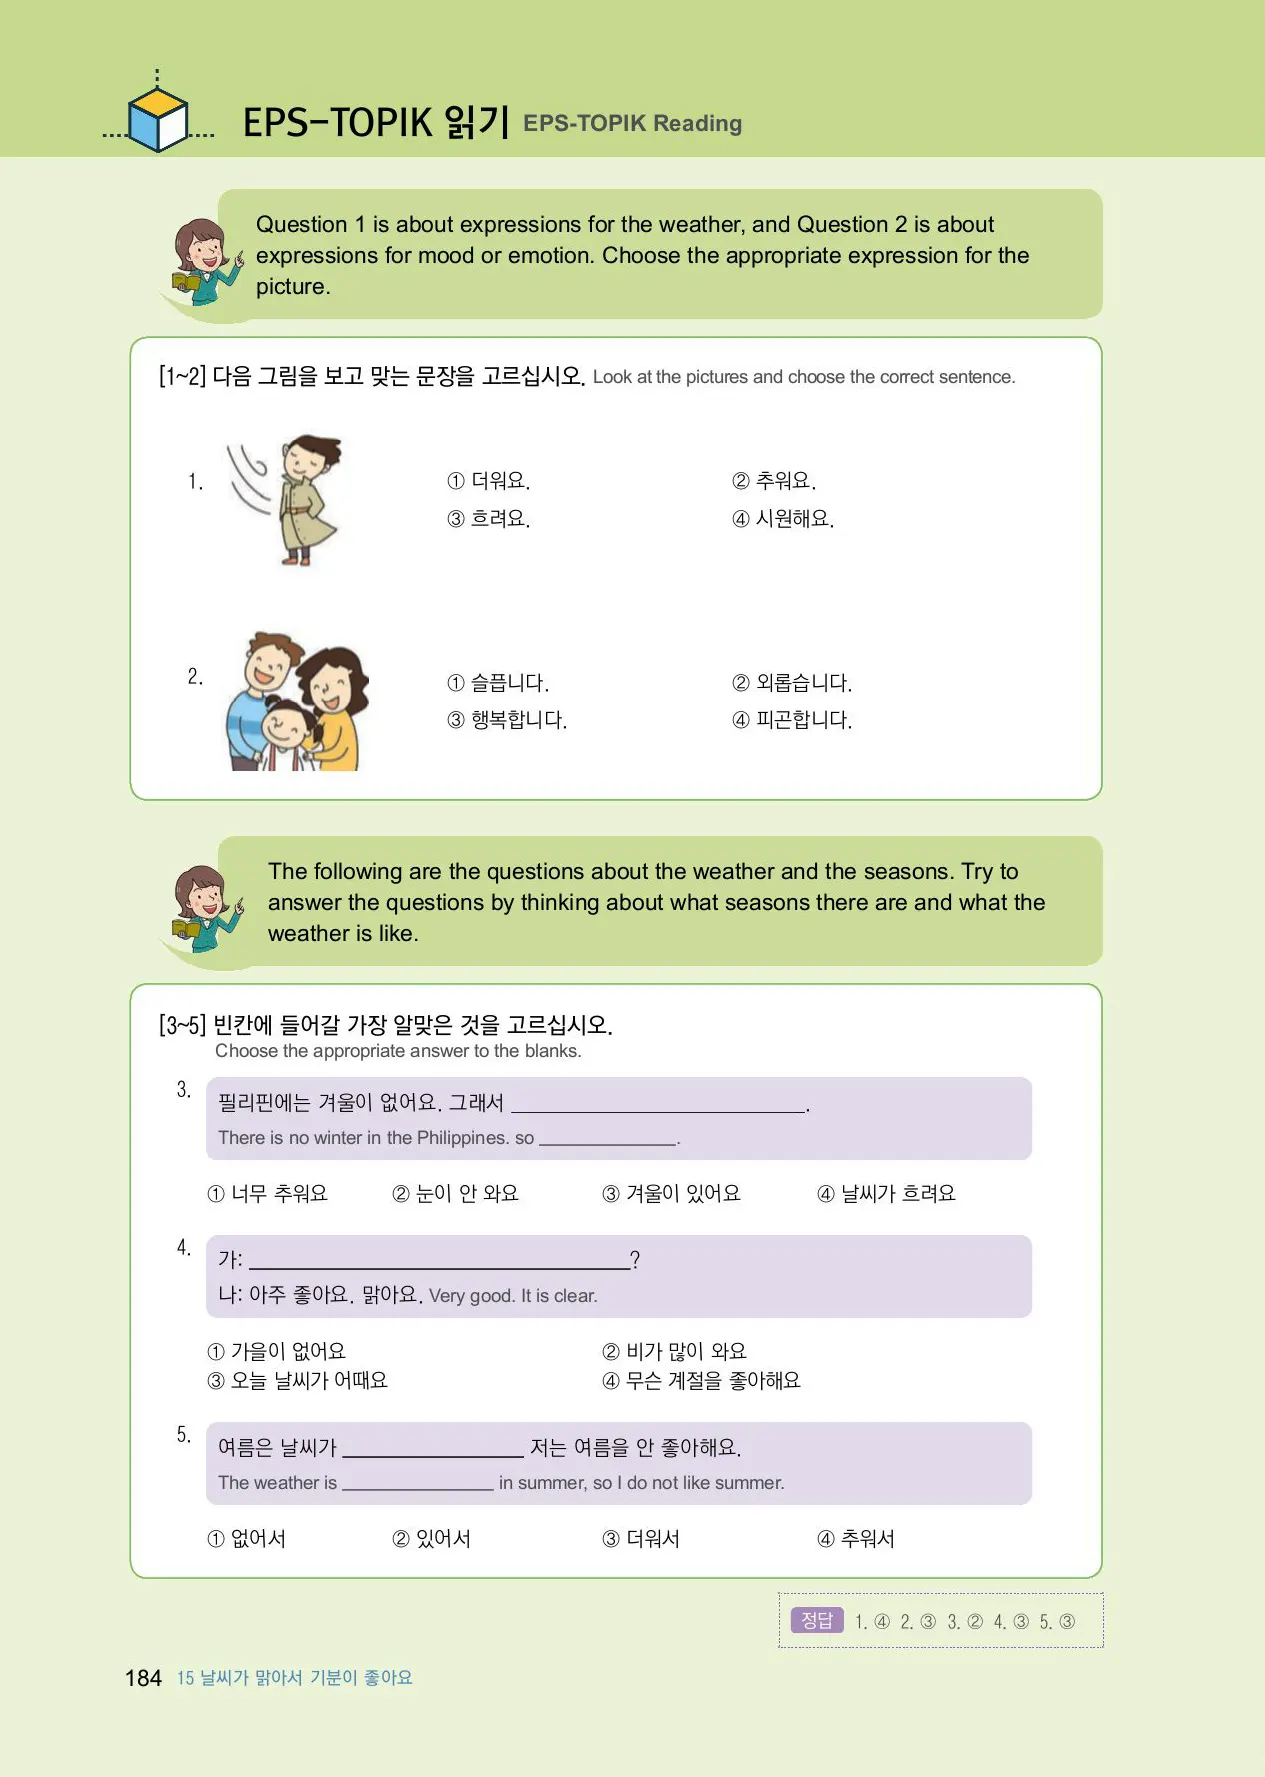 EPS-TOPIK 읽기 EPS-TOPIK Reading
Question 1 is about expressions for the weather, and Question 2 is about
expressions for mood or emotion. Choose the appropriate expression for the
picture.
[1~2] 다음 그림을 보고 맞는 문장을 고르십시오. Look at the pictures and choose the correct sentence.
1. ① 더워요. ② 추워요.
③ 흐려요. ④ 시원해요.
2. ① 슬픕니다. ② 외롭습니다.
③ 행복합니다. ④ 피곤합니다.
The following are the questions about the weather and the seasons. Try to
answer the questions by thinking about what seasons there are and what the
weather is like.
[3~5] 빈칸에 들어갈 가장 알맞은 것을 고르십시오.
Choose the appropriate answer to the blanks.
3. 필리핀에는 겨울이 없어요. 그래서 ______________________.
There is no winter in the Philippines. so ______________.
① 너무 추워요 ② 눈이 안 와요 ③ 겨울이 있어요 ④ 날씨가 흐려요
4. 가: ______________________________?
나: 아주 좋아요. 맑아요. Very good. It is clear.
① 가을이 없어요 ② 비가 많이 와요
③ 오늘 날씨가 어때요 ④ 무슨 계절을 좋아해요
5. 여름은 날씨가 ______________ 저는 여름을 안 좋아해요.
The weather is ______________ in summer, so I do not like summer.
① 없어서 ② 있어서 ③ 더워서 ④ 추워서
정답 1. ④ 2. ③ 3. ② 4. ③ 5. ③
184 15 날씨가 맑아서 기분이 좋아요